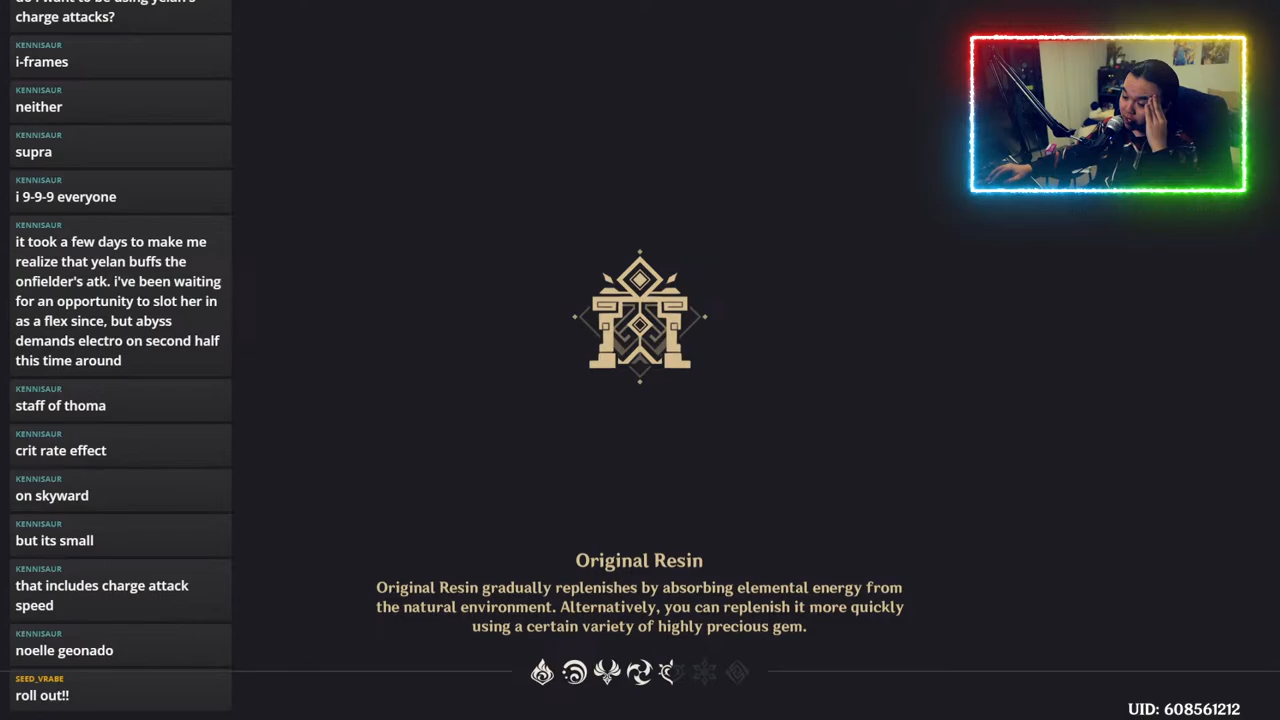 do i want to be using yelan's
charge attacks?
KENNISAUR
i-frames
KENNISAUR
neither
KENNISAUR
supra
KENNISAUR
i 9-9-9 everyone
KENNISAUR
it took a few days to make me
realize that yelan buffs the
onfielder's atk. i've been waiting
for an opportunity to slot her in
as a flex since, but abyss
demands electro on second half
this time around
KENNISAUR
staff of thoma
KENNISAUR
crit rate effect
KENNISAUR
on skyward
KENNISAUR
but its small
KENNISAUR
that includes charge attack
speed
KENNISAUR
noelle geonado
SEED_VRABE
roll out!!
Original Resin
Original Resin gradually replenishes by absorbing elemental energy from
the natural environment. Alternatively, you can replenish it more quickly
using a certain variety of highly precious gem.
UID: 608561212